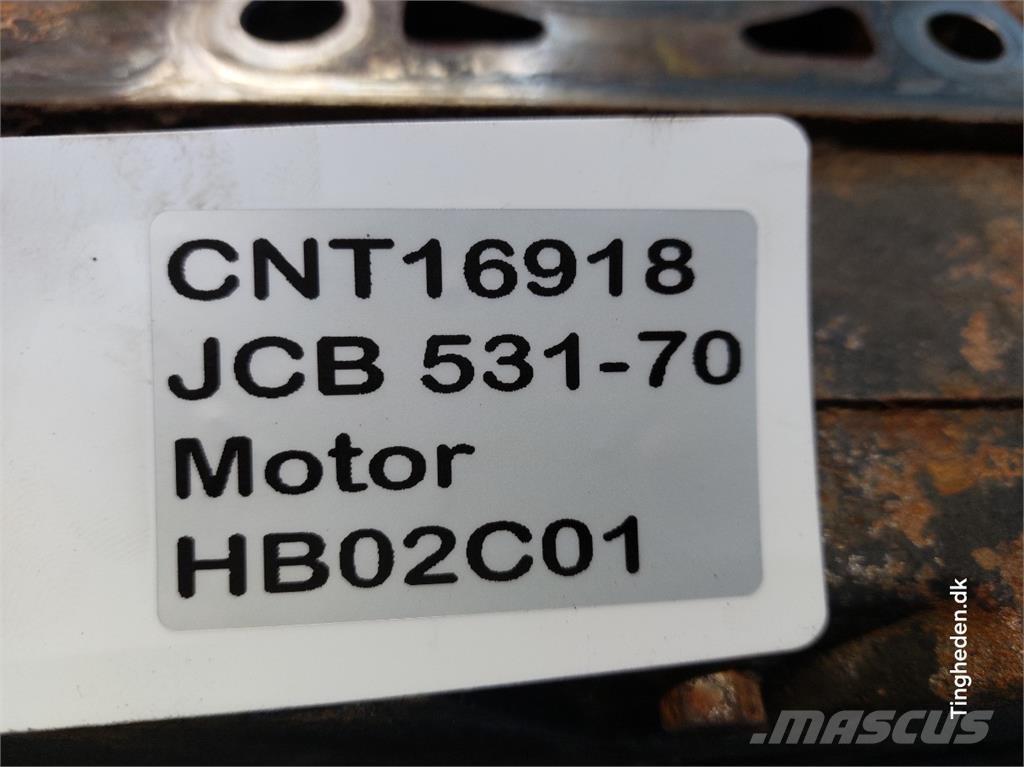 CNT16918
JCB 531-70
Motor
HB02C01
Tingheden.dk
MASCUS